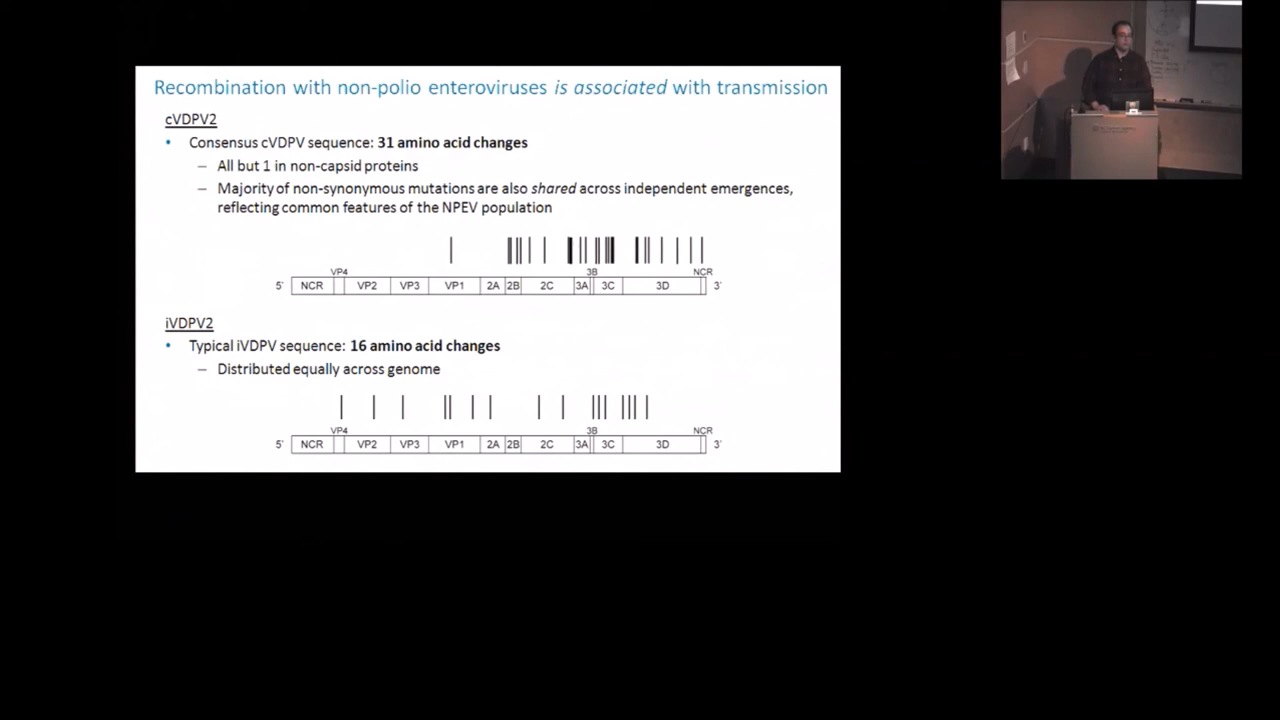 Recombination with non-polio enteroviruses is associated with transmission
cVDPV2
• Consensus cVDPV sequence: 31 amino acid changes
– All but 1 in non-capsid proteins
– Majority of non-synonymous mutations are also shared across independent emergences,
reflecting common features of the NPEV population
VP4 3B NCR
5' NCR VP2 VP3 VP1 2A 2B 2C 3A 3C 3D 3'
iVDPV2
• Typical iVDPV sequence: 16 amino acid changes
– Distributed equally across genome
VP4 3B NCR
5' NCR VP2 VP3 VP1 2A 2B 2C 3A 3C 3D 3'